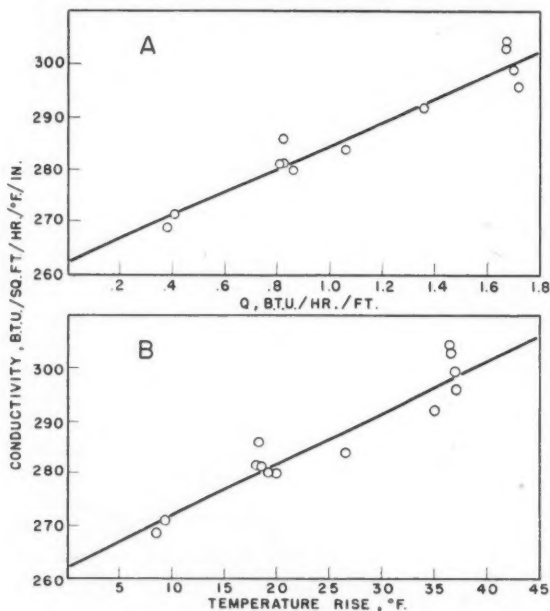 A
300
290
280
270
260
.2 .4 .6 .8 1.0 1.2 1.4 1.6 1.8
Q, B.T.U./HR./FT.
CONDUCTIVITY, B.T.U./SQ.FT/HR./°F./IN.
B
300
290
280
270
260
5 10 15 20 25 30 35 40 45
TEMPERATURE RISE, °F.